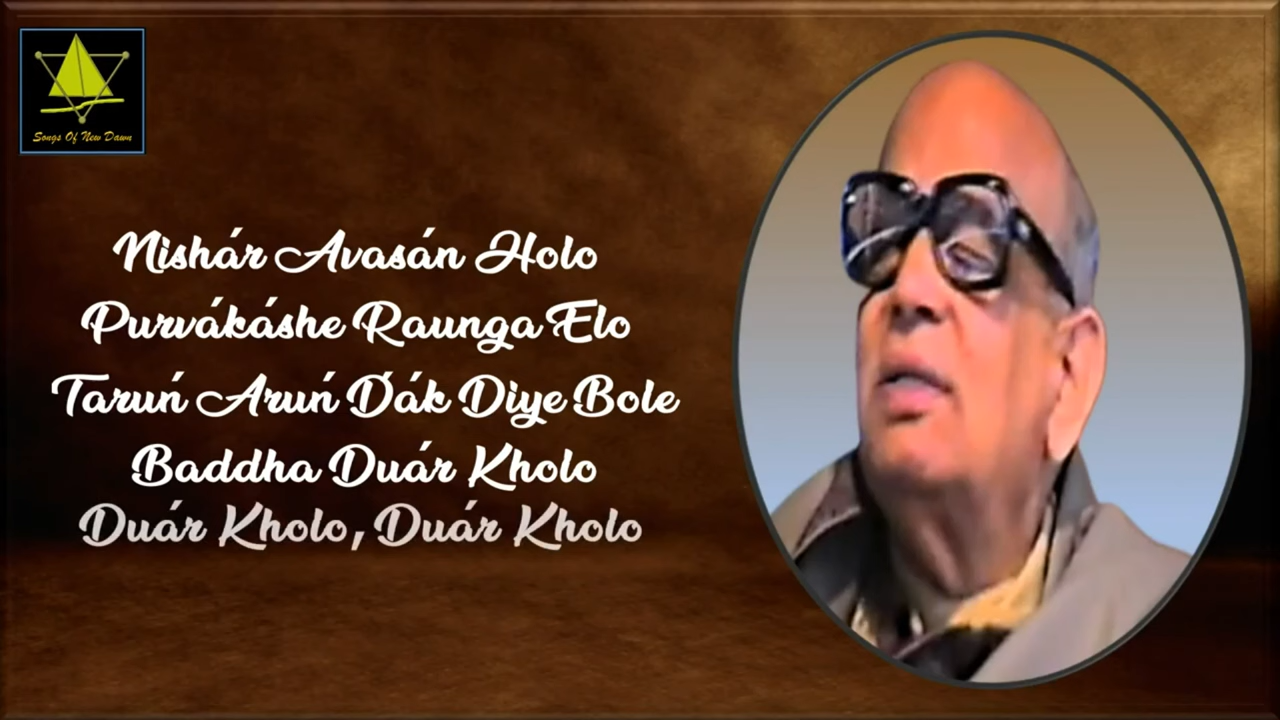 Songs Of New Dawn
Nishár Avasán Holo
Purvákáshe Raunga Elo
Taruń Aruń D́ák Diye Bole
Baddha Duár Kholo
Duár Kholo, Duár Kholo